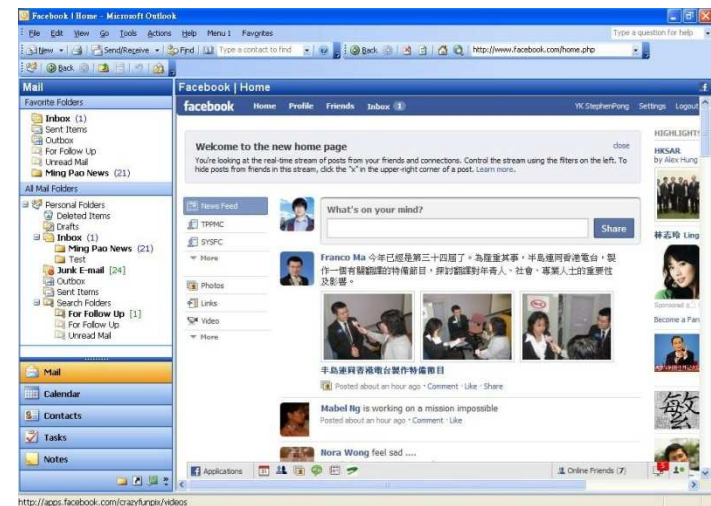 Facebook | Home - Microsoft Outlook
File Edit View Go Tools Actions Help Menu 1 Favorites
Type a question for help
New Send/Receive Find Type a contact to find Back http://www.facebook.com/home.php
Back
Mail
Favorite Folders
Inbox (1)
Sent Items
Outbox
For Follow Up
Unread Mail
Ming Pao News (21)
All Mail Folders
Personal Folders
Deleted Items
Drafts
Inbox (1)
Ming Pao News (21)
Test
Junk E-mail [24]
Outbox
Sent Items
Search Folders
For Follow Up [1]
For Follow Up
Unread Mail
Mail
Calendar
Contacts
Tasks
Notes
Facebook | Home
facebook Home Profile Friends Inbox 1 YK StephenPong Settings Logout
Welcome to the new home page close
You're looking at the real-time stream of posts from your friends and connections. Control the stream using the filters on the left. To
hide posts from friends in this stream, click the "x" in the upper-right corner of a post. Learn more.
News Feed
TPPMC
SYSFC
More
Photos
Links
Video
More
What's on your mind?
Share
Franco Ma 今年已經是第三十四屆了。為隆重其事，半島連同香港電台，製
作一個有關翻譯的特備節目，探討翻譯對年青人、社會、專業人士的重要性
及影響。
半島連同香港電台製作特備節目
Posted about an hour ago · Comment · Like · Share
Mabel Ng is working on a mission impossible
Posted about an hour ago · Comment · Like
Nora Wong feel sad ....
HIGHLIGHTS
HKSAR
by Alex Hung
林志玲 Ling
Sponsored
Become a Fan
敏
Applications
Online Friends (7)
5
http://apps.facebook.com/crazyfunpix/videos